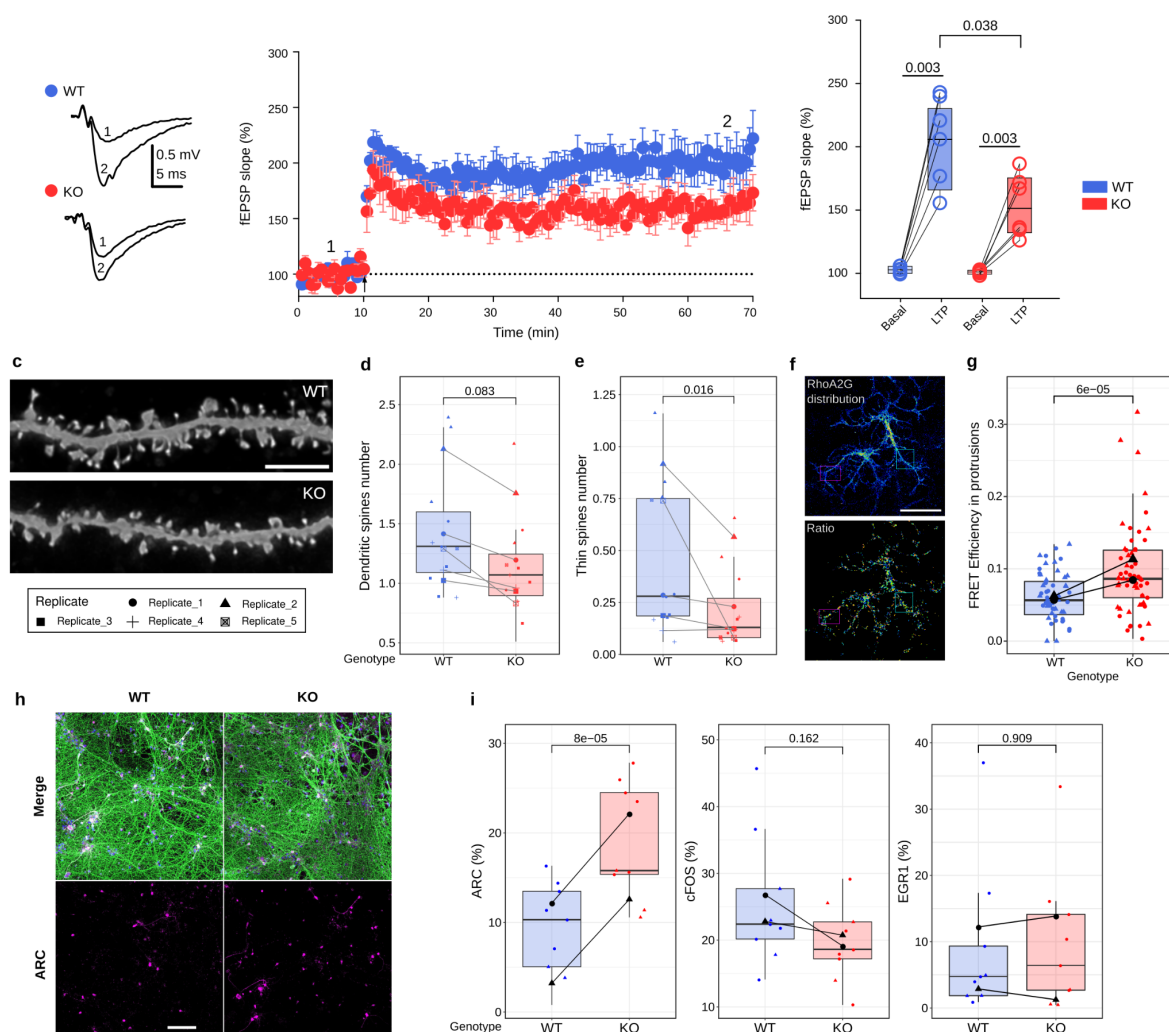 WT
1
2
0.5 mV
5 ms
KO
1
2
fEPSP slope (%)
300
250
200
150
100
1
2
0
10
20
30
40
50
60
70
Time (min)
fEPSP slope (%)
300
250
200
150
100
0.038
0.003
0.003
Basal
LTP
Basal
LTP
WT
KO
c
WT
KO
Replicate
Replicate_1
Replicate_2
Replicate_3
Replicate_4
Replicate_5
d
Dendritic spines number
2.5
2.0
1.5
1.0
0.5
0.083
Genotype
WT
KO
e
Thin spines number
1.25
1.00
0.75
0.50
0.25
0.00
0.016
WT
KO
f
RhoA2G
distribution
Ratio
g
FRET Efficiency in protrusions
0.3
0.2
0.1
0.0
6e-05
WT
KO
Genotype
h
WT
KO
Merge
ARC
i
ARC (%)
30
20
10
0
8e-05
Genotype
WT
KO
cFOS (%)
50
40
30
20
10
0.162
WT
KO
EGR1 (%)
40
30
20
10
0
0.909
WT
KO